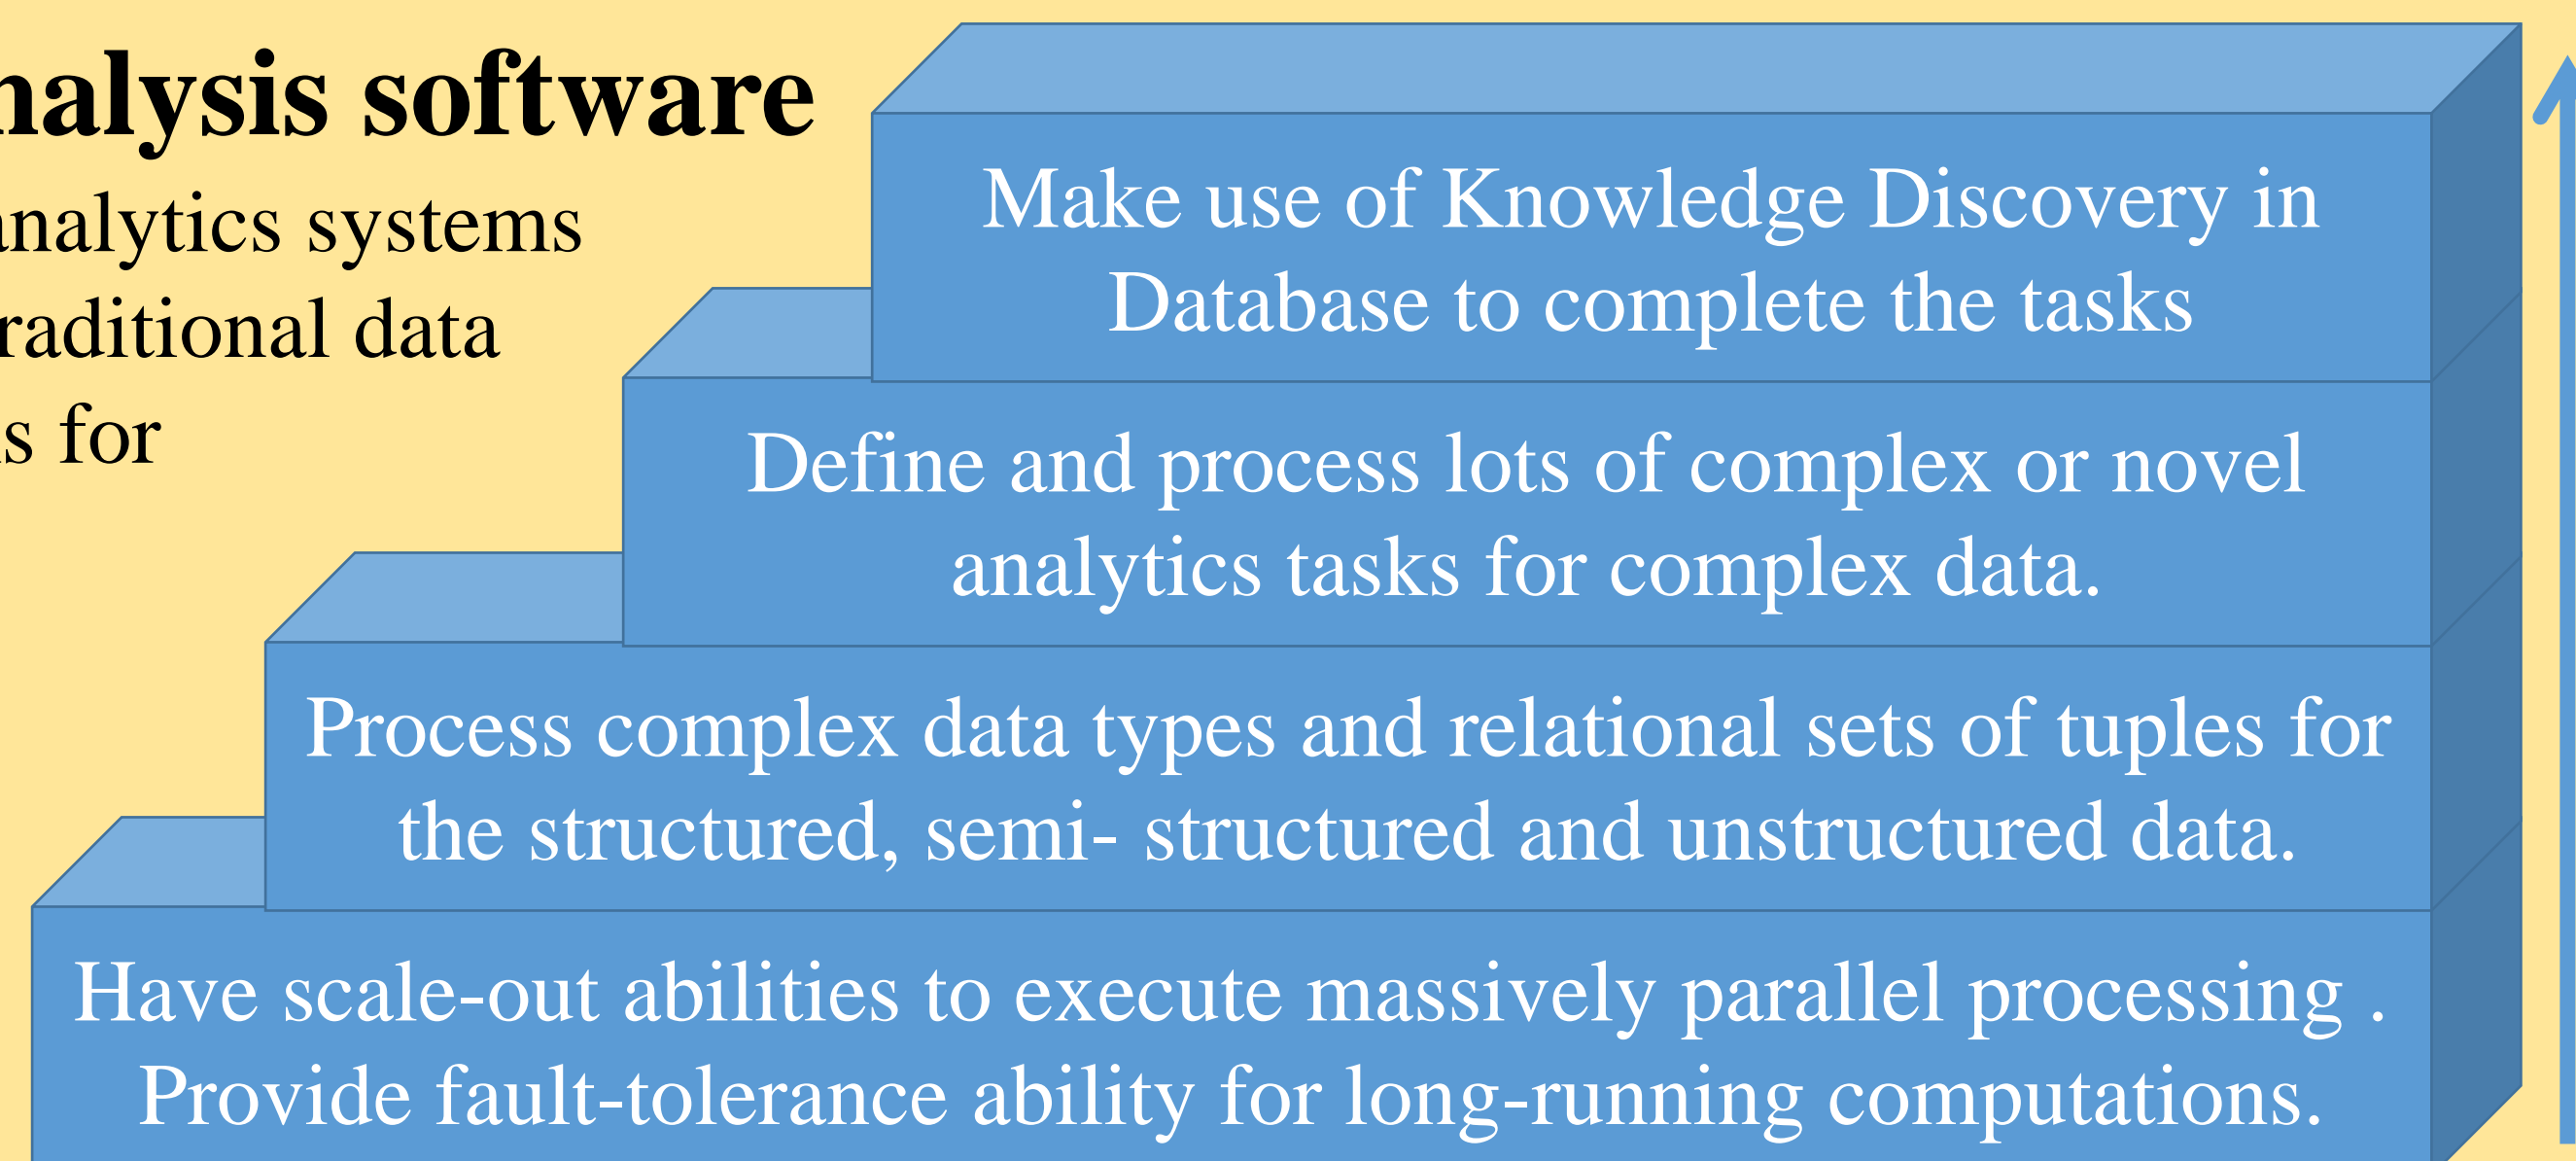 nalysis software
analytics systems
raditional data
s for
Make use of Knowledge Discovery in
Database to complete the tasks
Define and process lots of complex or novel
analytics tasks for complex data.
Process complex data types and relational sets of tuples for
the structured, semi- structured and unstructured data.
Have scale-out abilities to execute massively parallel processing .
Provide fault-tolerance ability for long-running computations.